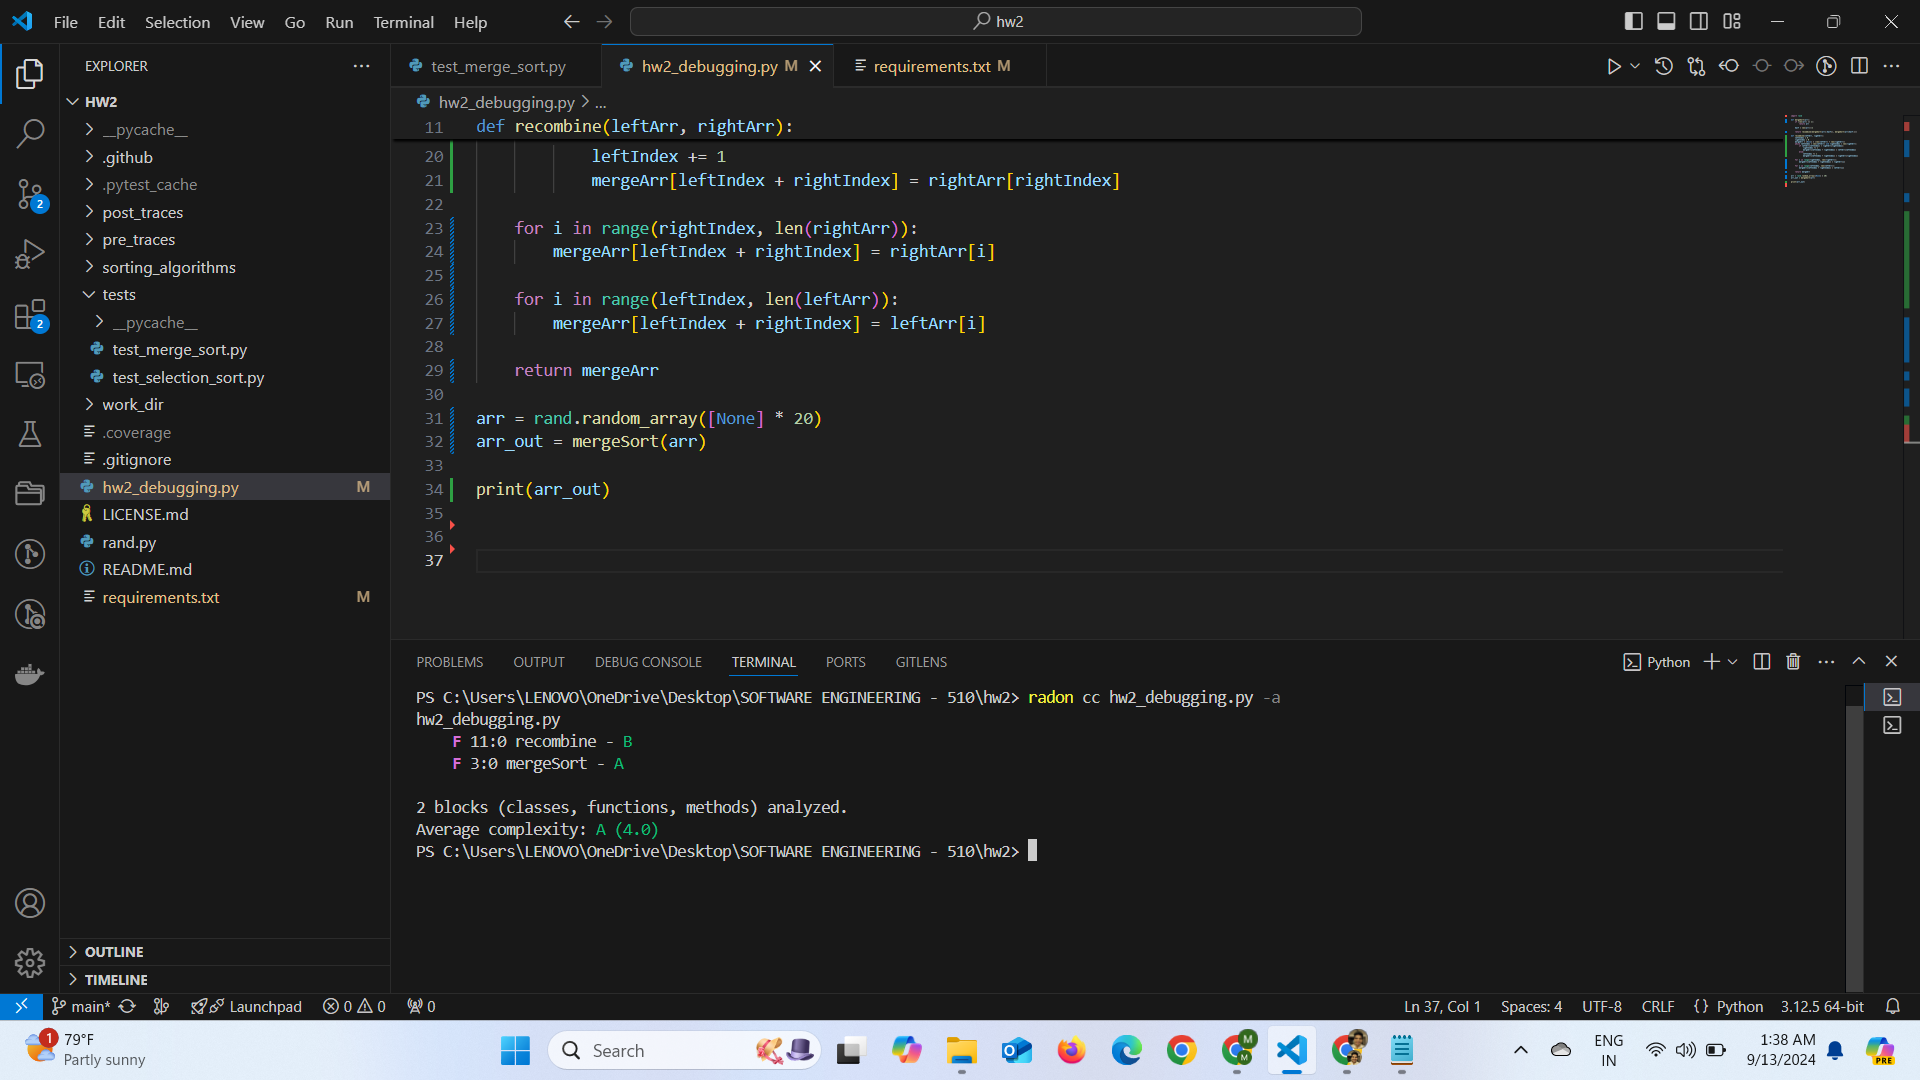 File Edit Selection View Go Run Terminal Help
hw2
EXPLORER
HW2
__pycache__
.github
.pytest_cache
post_traces
pre_traces
sorting_algorithms
tests
__pycache__
test_merge_sort.py
test_selection_sort.py
work_dir
.coverage
.gitignore
hw2_debugging.py M
LICENSE.md
rand.py
README.md
requirements.txt M
OUTLINE
TIMELINE
2
2
test_merge_sort.py
hw2_debugging.py M
requirements.txt M
hw2_debugging.py > ...
11 def recombine(leftArr, rightArr):
20 leftIndex += 1
21 mergeArr[leftIndex + rightIndex] = rightArr[rightIndex]
22
23 for i in range(rightIndex, len(rightArr)):
24 mergeArr[leftIndex + rightIndex] = rightArr[i]
25
26 for i in range(leftIndex, len(leftArr)):
27 mergeArr[leftIndex + rightIndex] = leftArr[i]
28
29 return mergeArr
30
31 arr = rand.random_array([None] * 20)
32 arr_out = mergeSort(arr)
33
34 print(arr_out)
35
36
37
PROBLEMS OUTPUT DEBUG CONSOLE TERMINAL PORTS GITLENS
Python
PS C:\Users\LENOVO\OneDrive\Desktop\SOFTWARE ENGINEERING - 510\hw2> radon cc hw2_debugging.py -a
hw2_debugging.py
F 11:0 recombine - B
F 3:0 mergeSort - A
2 blocks (classes, functions, methods) analyzed.
Average complexity: A (4.0)
PS C:\Users\LENOVO\OneDrive\Desktop\SOFTWARE ENGINEERING - 510\hw2>
main* Launchpad 0 0 0
Ln 37, Col 1 Spaces: 4 UTF-8 CRLF {} Python 3.12.5 64-bit
1
79°F
Partly sunny
Search
M
M
ENG
IN
1:38 AM
9/13/2024
PRE